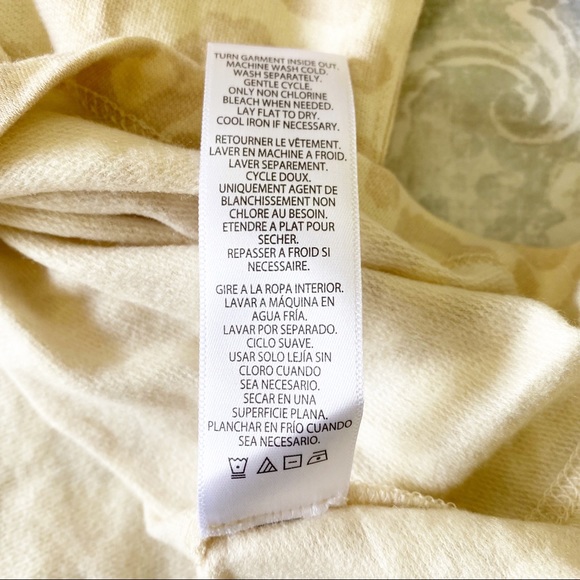 TURN GARMENT INSIDE OUT.
MACHINE WASH COLD.
WASH SEPARATELY.
GENTLE CYCLE.
ONLY NON CHLORINE
BLEACH WHEN NEEDED.
LAY FLAT TO DRY.
COOL IRON IF NECESSARY.
RETOURNER LE VÊTEMENT.
LAVER EN MACHINE A FROID.
LAVER SEPAREMENT.
CYCLE DOUX.
UNIQUEMENT AGENT DE
BLANCHISSEMENT NON
CHLORE AU BESOIN.
ETENDRE A PLAT POUR
SECHER.
REPASSER A FROID SI
NECESSAIRE.
GIRE A LA ROPA INTERIOR.
LAVAR A MÁQUINA EN
AGUA FRÍA.
LAVAR POR SEPARADO.
CICLO SUAVE.
USAR SOLO LEJÍA SIN
CLORO CUANDO
SEA NECESARIO.
SECAR EN UNA
SUPERFICIE PLANA.
PLANCHAR EN FRÍO CUANDO
SEA NECESARIO.